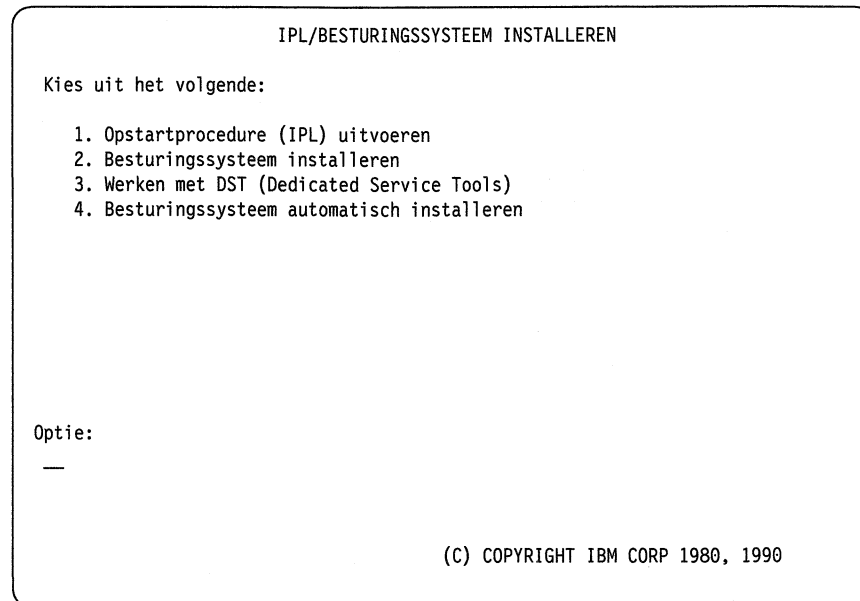 IPL/BESTURINGSSYSTEEM INSTALLEREN
Kies uit het volgende:
1. Opstartprocedure (IPL) uitvoeren
2. Besturingssysteem installeren
3. Werken met DST (Dedicated Service Tools)
4. Besturingssysteem automatisch installeren
Optie:
(C) COPYRIGHT IBM CORP 1980, 1990